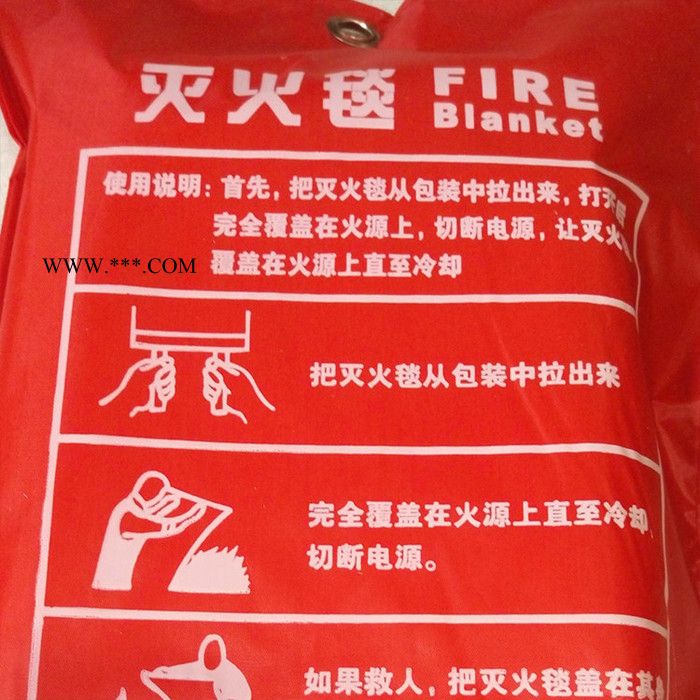 灭火毯 FIRE
Blanket
使用说明：首先，把灭火毯从包装中拉出来，打开后
完全覆盖在火源上，切断电源，让灭火
WWW.***.COM
覆盖在火源上直至冷却
把灭火毯从包装中拉出来
完全覆盖在火源上直至冷却
切断电源。
如果救人，把灭火毯盖在其